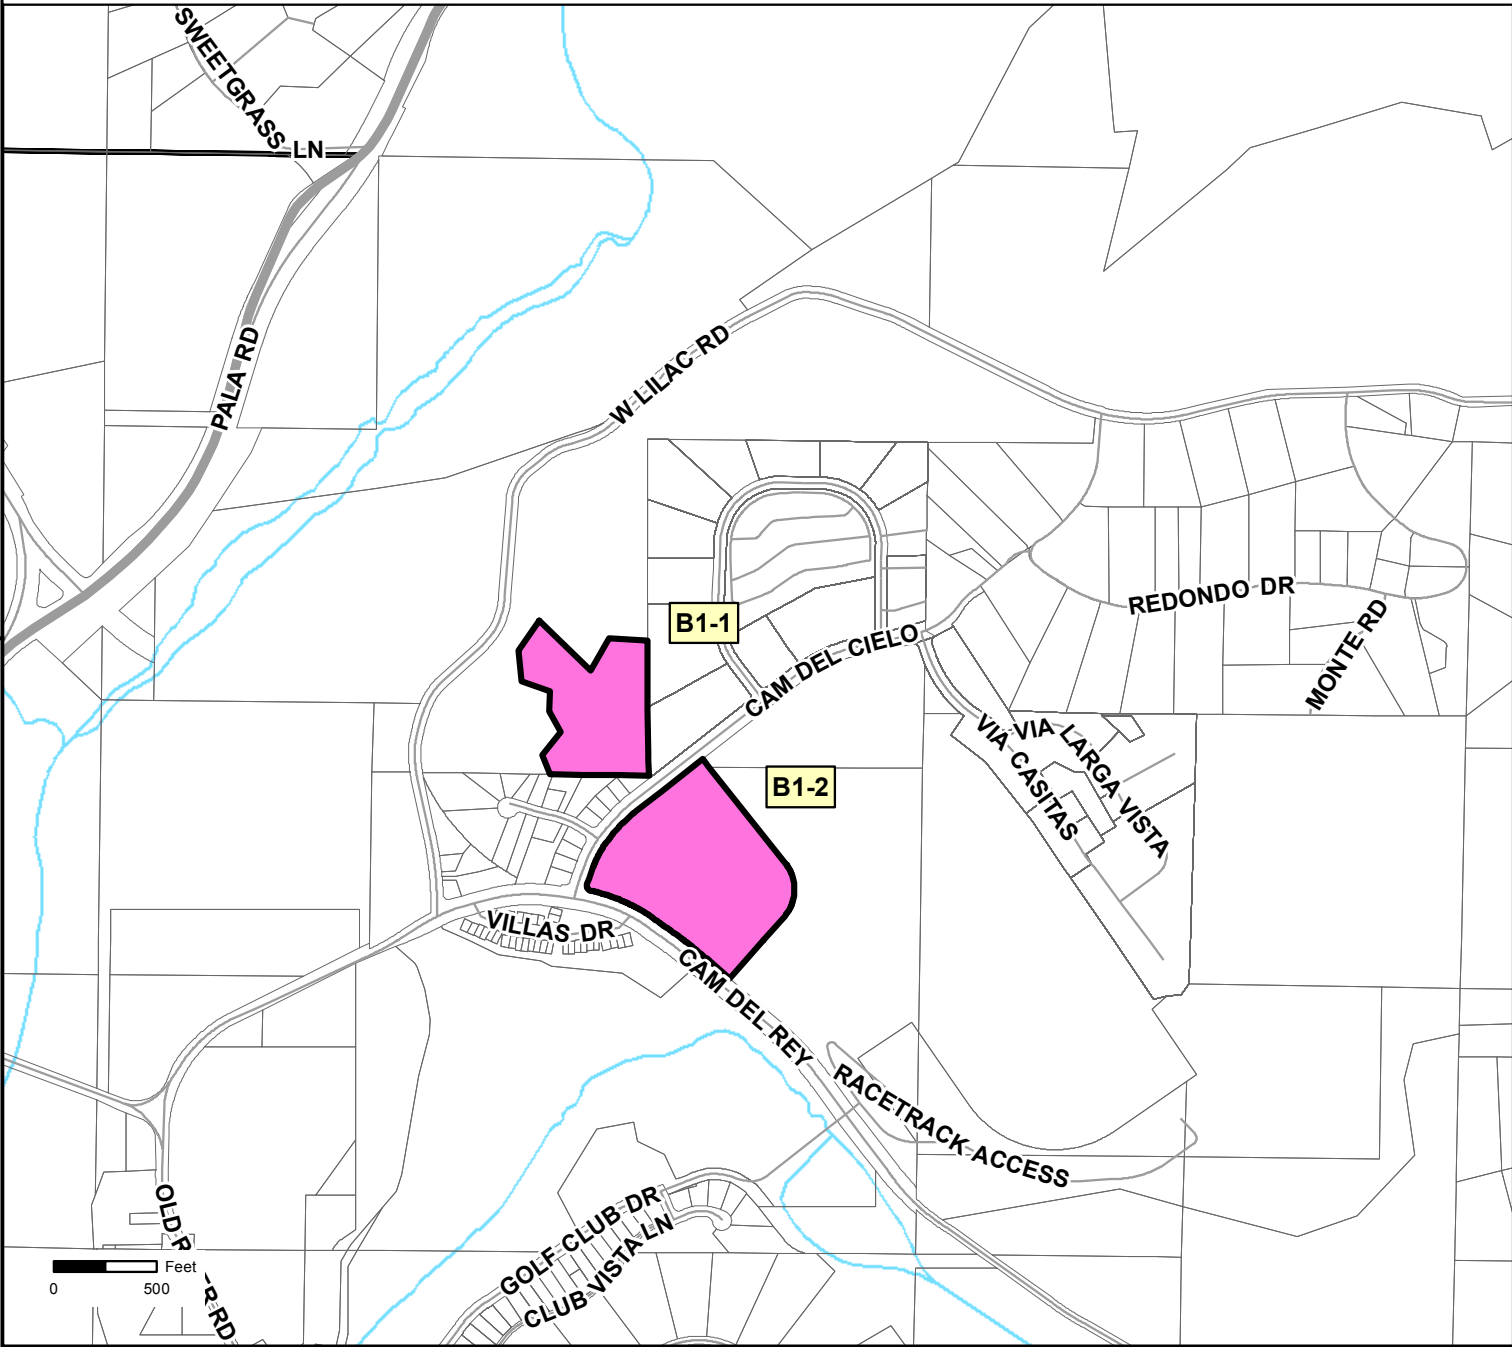 SWEETGRASS LN
PALA RD
W LILAC RD
REDONDO DR
MONTE RD
B1-1
CAM DEL CIELO
VIA LARGA VISTA
VIA CASITAS
B1-2
VILLAS DR
CAM DEL REY
RACETRACK ACCESS
GOLF CLUB DR
CLUB VISTA LN
OLD R
R RD
Feet
0 500